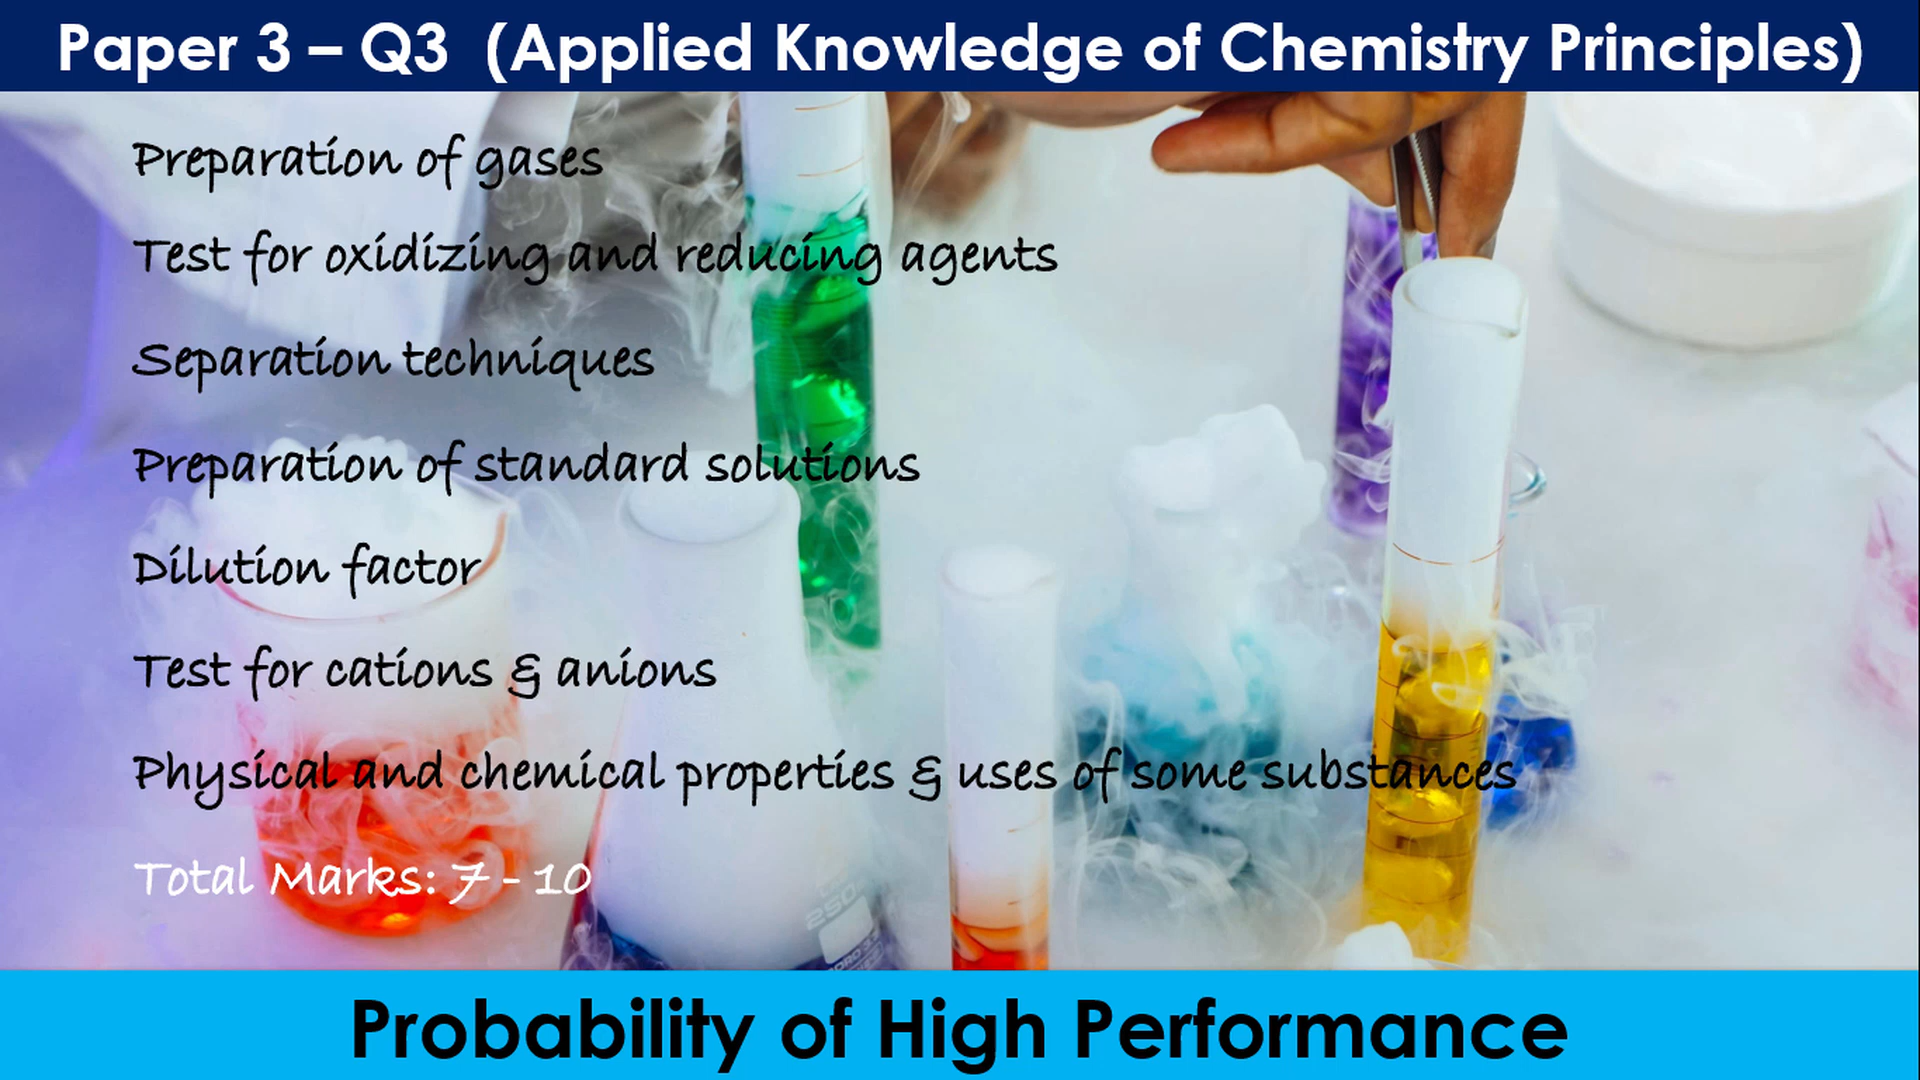 Paper 3 – Q3 (Applied Knowledge of Chemistry Principles)
Preparation of gases
Test for oxidizing and reducing agents
Separation techniques
Preparation of standard solutions
Dilution factor
Test for cations & anions
Physical and chemical properties & uses of some substances
Total Marks: 7 - 10
250
Probability of High Performance